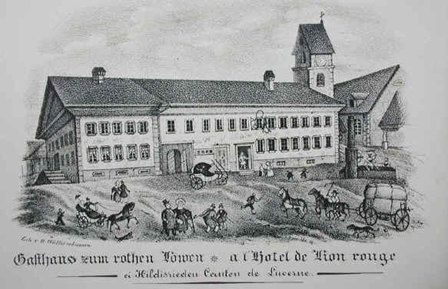 Gasthaus zum rothen Löwen * a l'Hotel de Lion rouge
à Hildisrieden Canton de Lucerne.